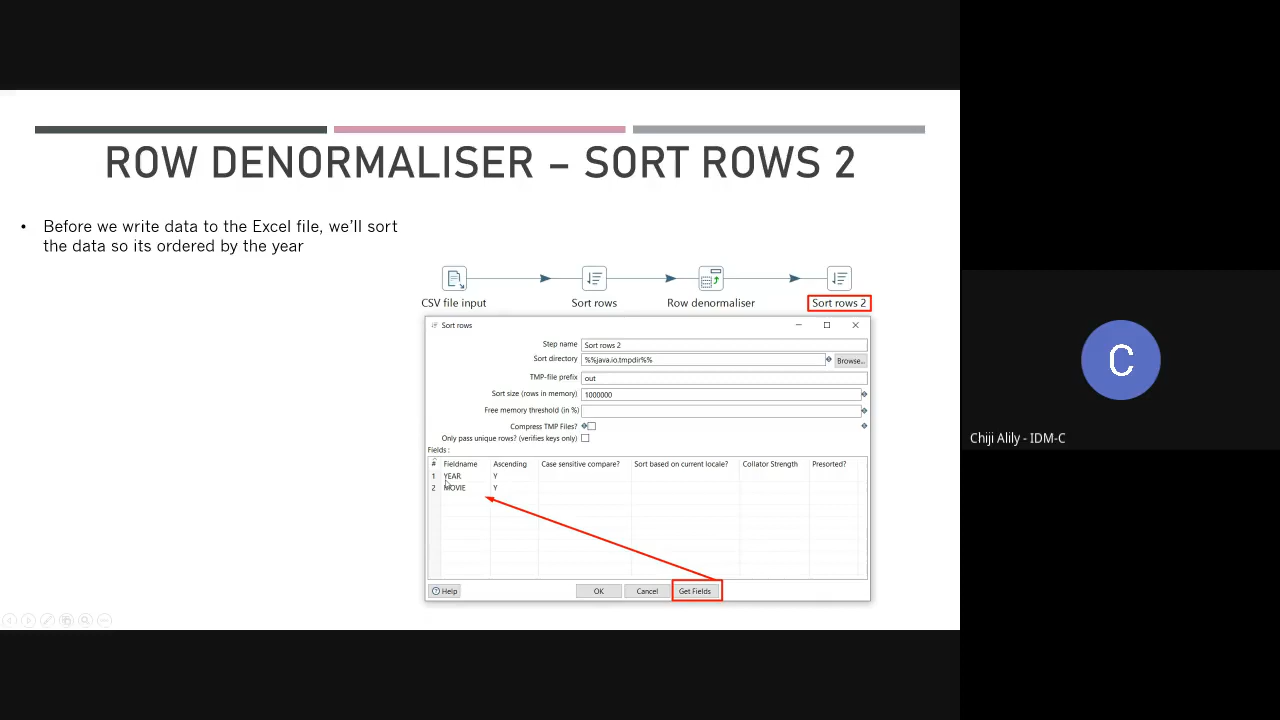 ROW DENORMALISER – SORT ROWS 2
• Before we write data to the Excel file, we'll sort
the data so its ordered by the year
CSV file input
Sort rows
Row denormaliser
Sort rows 2
Sort rows
Step name Sort rows 2
Sort directory %%java.io.tmpdir%% Browse...
TMP-file prefix out
Sort size (rows in memory) 1000000
Free memory threshold (in %)
Compress TMP Files?
Only pass unique rows? (verifies keys only)
Fields :
# Fieldname Ascending Case sensitive compare? Sort based on current locale? Collator Strength Presorted?
1 YEAR Y
2 MOVIE Y
Help OK Cancel Get Fields
C
Chiji Alily - IDM-C